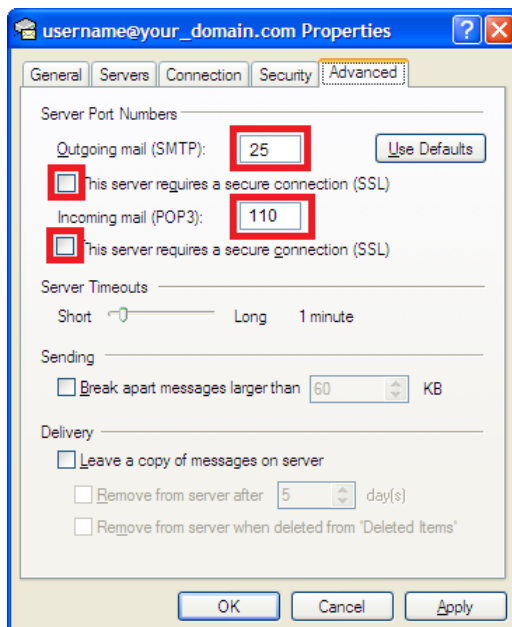 username@your_domain.com Properties
General Servers Connection Security Advanced
Server Port Numbers
Outgoing mail (SMTP): 25 Use Defaults
This server requires a secure connection (SSL)
Incoming mail (POP3): 110
This server requires a secure connection (SSL)
Server Timeouts
Short Long 1 minute
Sending
Break apart messages larger than 60 KB
Delivery
Leave a copy of messages on server
Remove from server after 5 day(s)
Remove from server when deleted from 'Deleted Items'
OK Cancel Apply